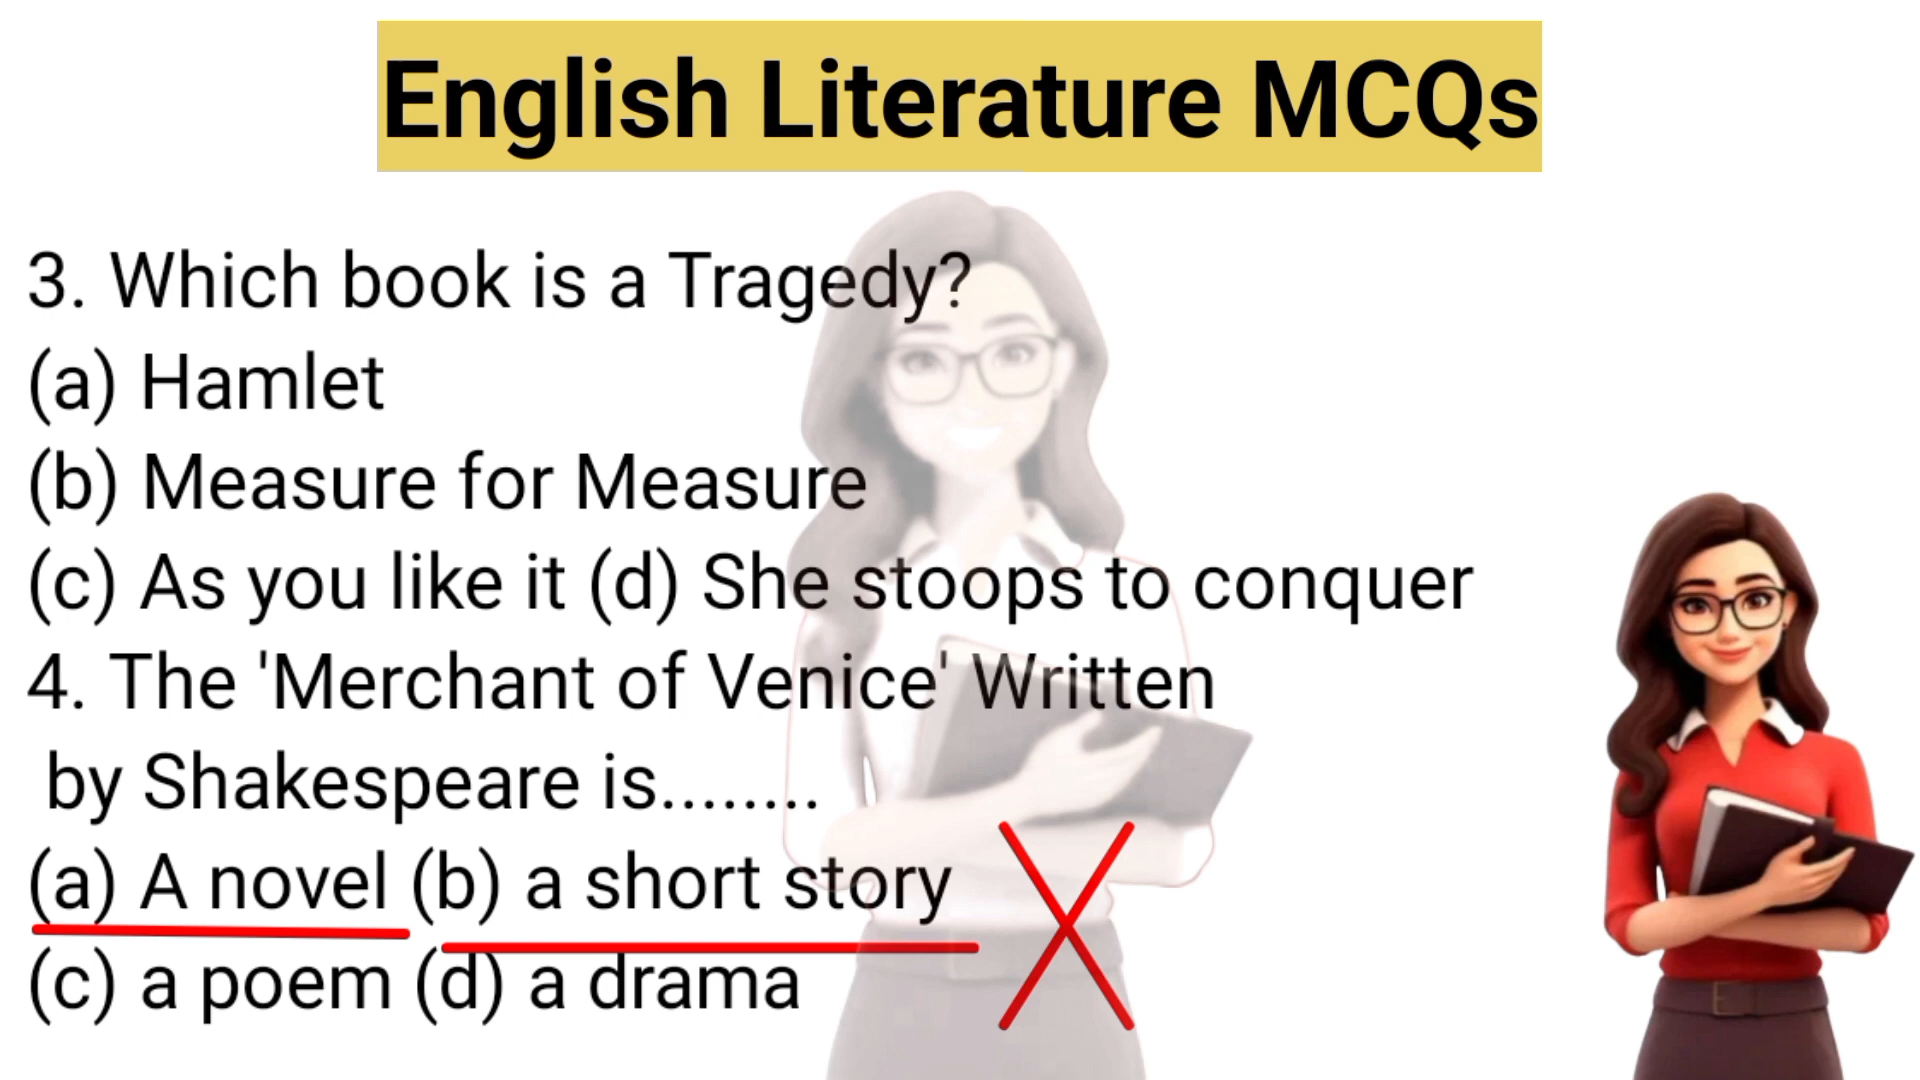 English Literature MCQs
3. Which book is a Tragedy?
(a) Hamlet
(b) Measure for Measure
(c) As you like it (d) She stoops to conquer
4. The 'Merchant of Venice' Written
by Shakespeare is........
(a) A novel (b) a short story
(c) a poem (d) a drama